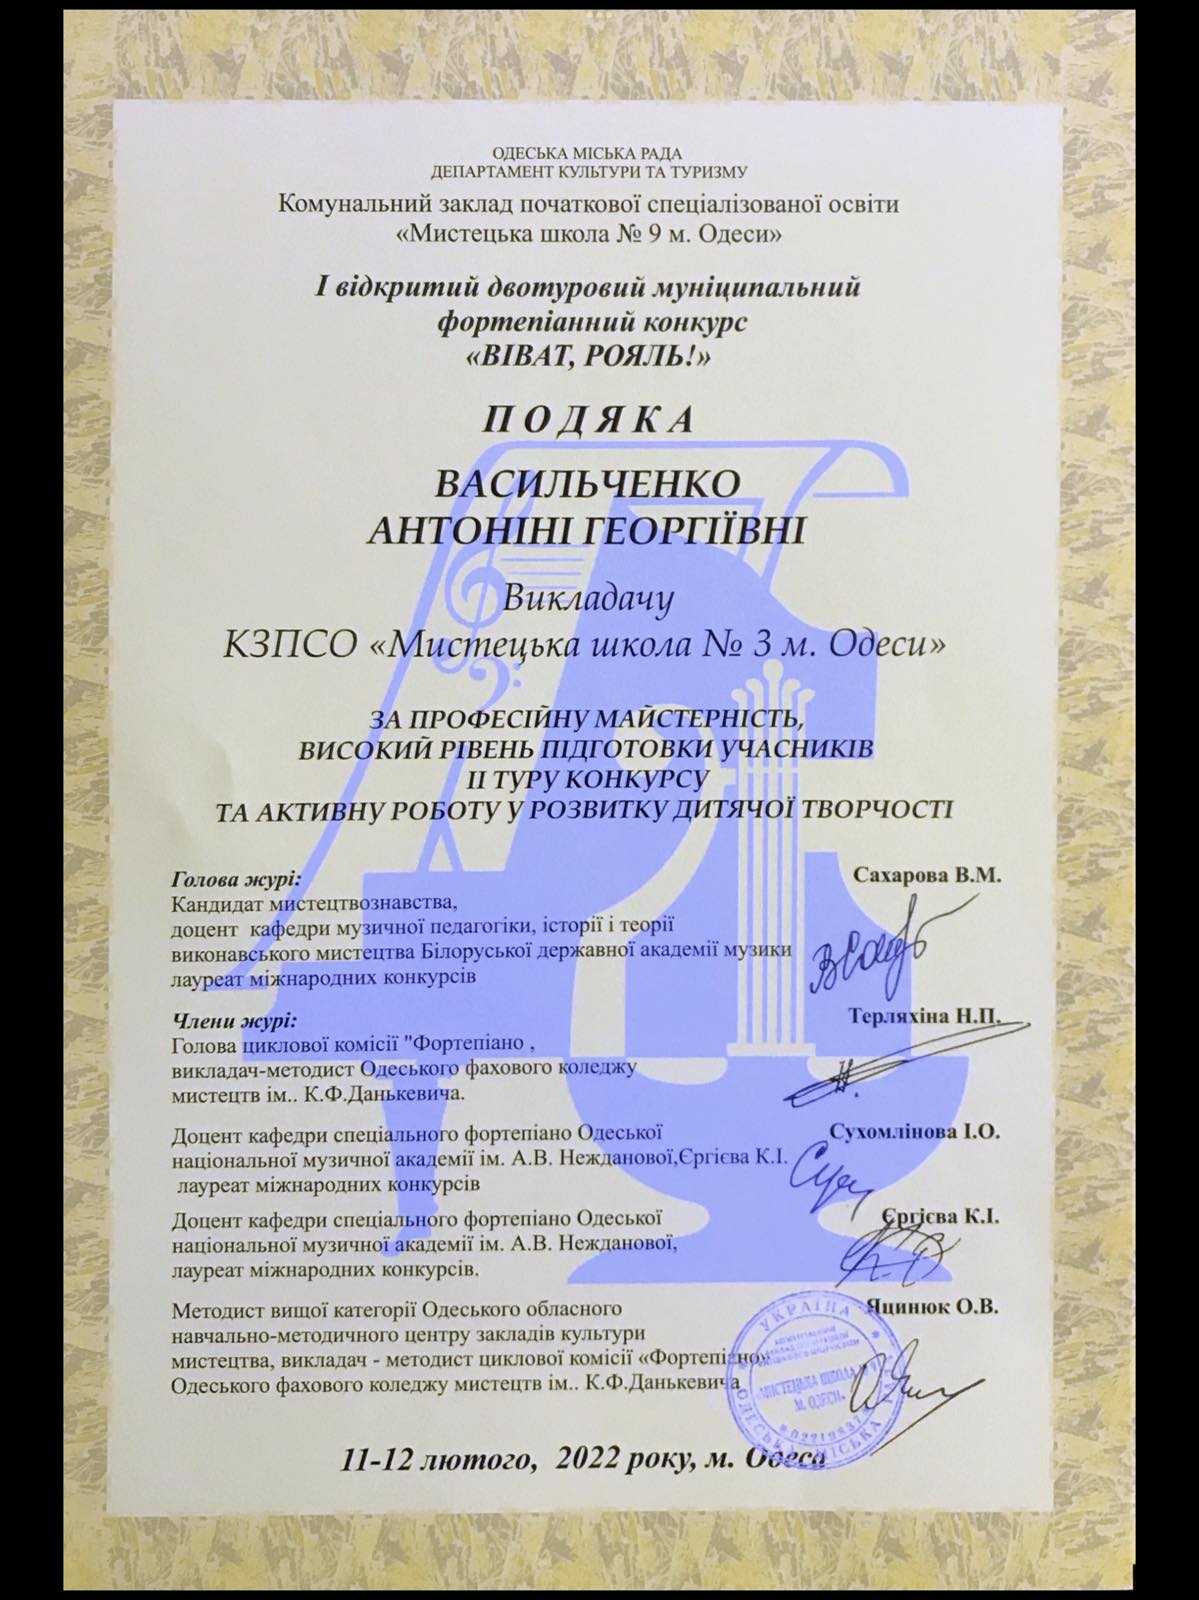 ОДЕСЬКА МІСЬКА РАДА
ДЕПАРТАМЕНТ КУЛЬТУРИ ТА ТУРИЗМУ
Комунальний заклад початкової спеціалізованої освіти
«Мистецька школа № 9 м. Одеси»
І відкритий двотуровий муніципальний
фортепіанний конкурс
«ВІВАТ, РОЯЛЬ!»
П О Д Я К А
ВАСИЛЬЧЕНКО
АНТОНІНІ ГЕОРГІЇВНІ
Викладачу
КЗПСО «Мистецька школа № 3 м. Одеси»
ЗА ПРОФЕСІЙНУ МАЙСТЕРНІСТЬ,
ВИСОКИЙ РІВЕНЬ ПІДГОТОВКИ УЧАСНИКІВ
ІІ ТУРУ КОНКУРСУ
ТА АКТИВНУ РОБОТУ У РОЗВИТКУ ДИТЯЧОЇ ТВОРЧОСТІ
Голова журі: Сахарова В.М.
Кандидат мистецтвознавства,
доцент кафедри музичної педагогіки, історії і теорії
виконавського мистецтва Білоруської державної академії музики
лауреат міжнародних конкурсів
Члени журі: Терляхіна Н.П.
Голова циклової комісії "Фортепіано ,
викладач-методист Одеського фахового коледжу
мистецтв ім.. К.Ф.Данькевича.
Доцент кафедри спеціального фортепіано Одеської Сухомлінова І.О.
національної музичної академії ім. А.В. Нежданової,Єргієва К.І.
лауреат міжнародних конкурсів
Доцент кафедри спеціального фортепіано Одеської Єргієва К.І.
національної музичної академії ім. А.В. Нежданової,
лауреат міжнародних конкурсів.
Методист вищої категорії Одеського обласного Яцинюк О.В.
навчально-методичного центру закладів культури
мистецтва, викладач - методист циклової комісії «Фортепіано»
Одеського фахового коледжу мистецтв ім.. К.Ф.Данькевича
УКРАЇНА
МИСТЕЦЬКА ШКОЛА
М. ОДЕСИ
ОДЕСЬКА МІСЬКА РАДА
11-12 лютого, 2022 року, м. Одеса